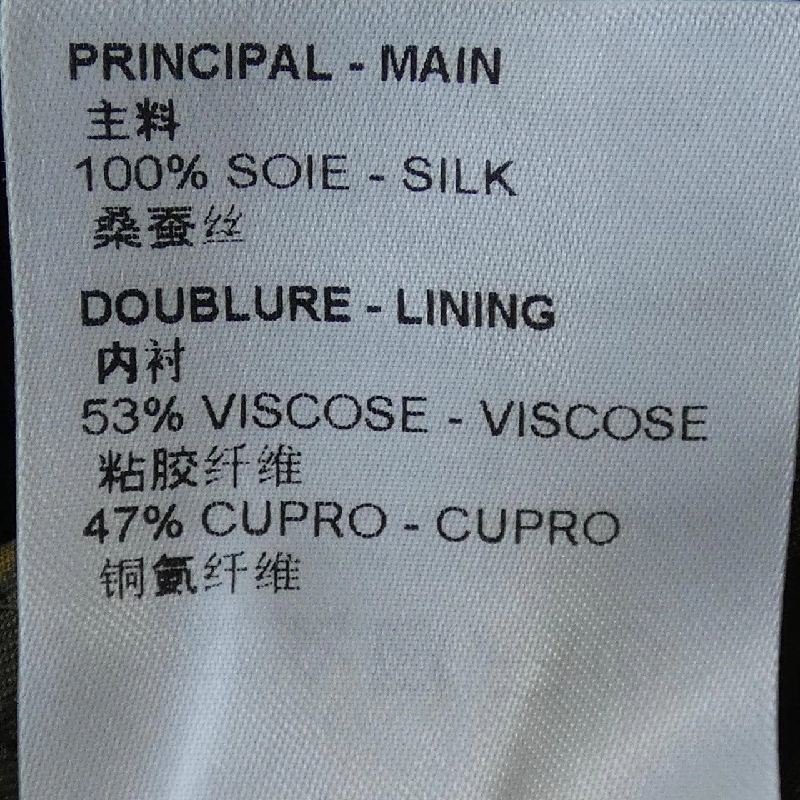 PRINCIPAL - MAIN
主料
100% SOIE - SILK
桑蚕丝
DOUBLURE - LINING
内衬
53% VISCOSE - VISCOSE
粘胶纤维
47% CUPRO - CUPRO
铜氨纤维